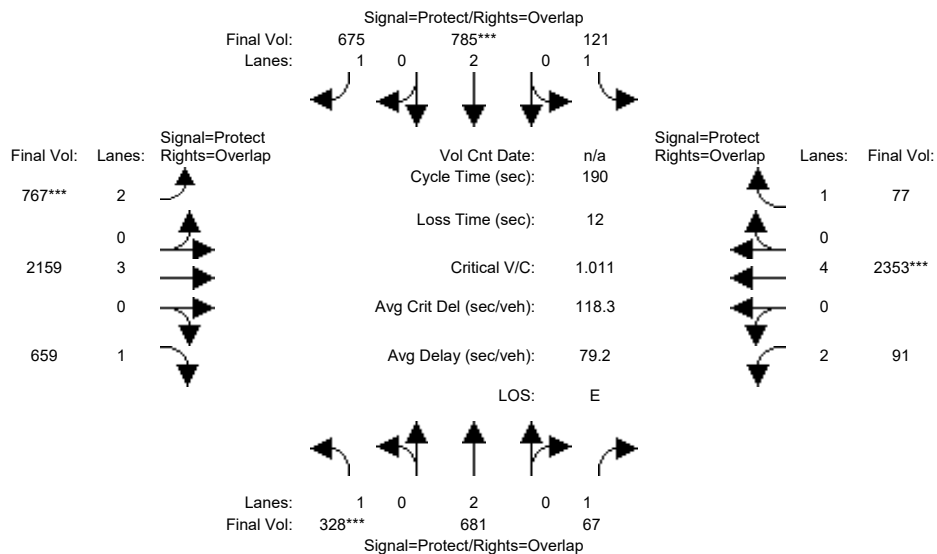 Signal=Protect/Rights=Overlap
Final Vol: 675 785*** 121
Lanes: 1 0 2 0 1
Signal=Protect Signal=Protect
Final Vol: Lanes: Rights=Overlap Vol Cnt Date: n/a Rights=Overlap Lanes: Final Vol:
Cycle Time (sec): 190
767*** 2 1 77
Loss Time (sec): 12
0 0
2159 3 Critical V/C: 1.011 4 2353***
0 Avg Crit Del (sec/veh): 118.3 0
659 1 Avg Delay (sec/veh): 79.2 2 91
LOS: E
Lanes: 1 0 2 0 1
Final Vol: 328*** 681 67
Signal=Protect/Rights=Overlap